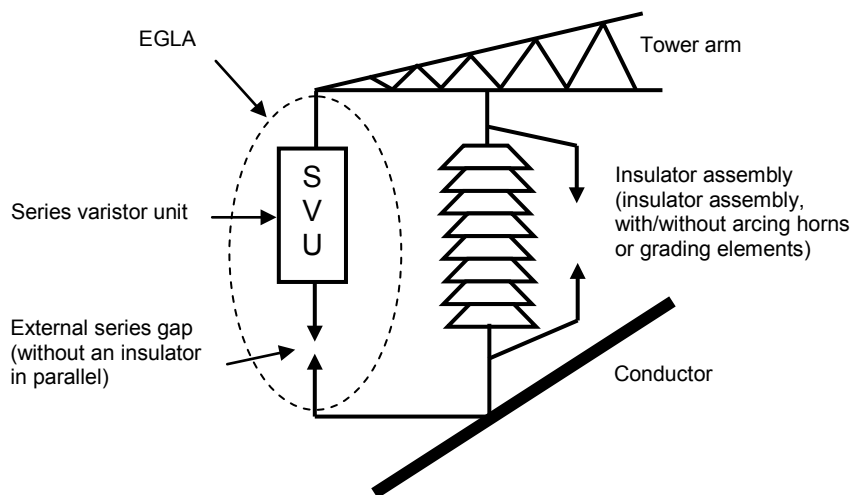 EGLA
Tower arm
S
V
U
Series varistor unit
Insulator assembly
(insulator assembly,
with/without arcing horns
or grading elements)
External series gap
(without an insulator
in parallel)
Conductor